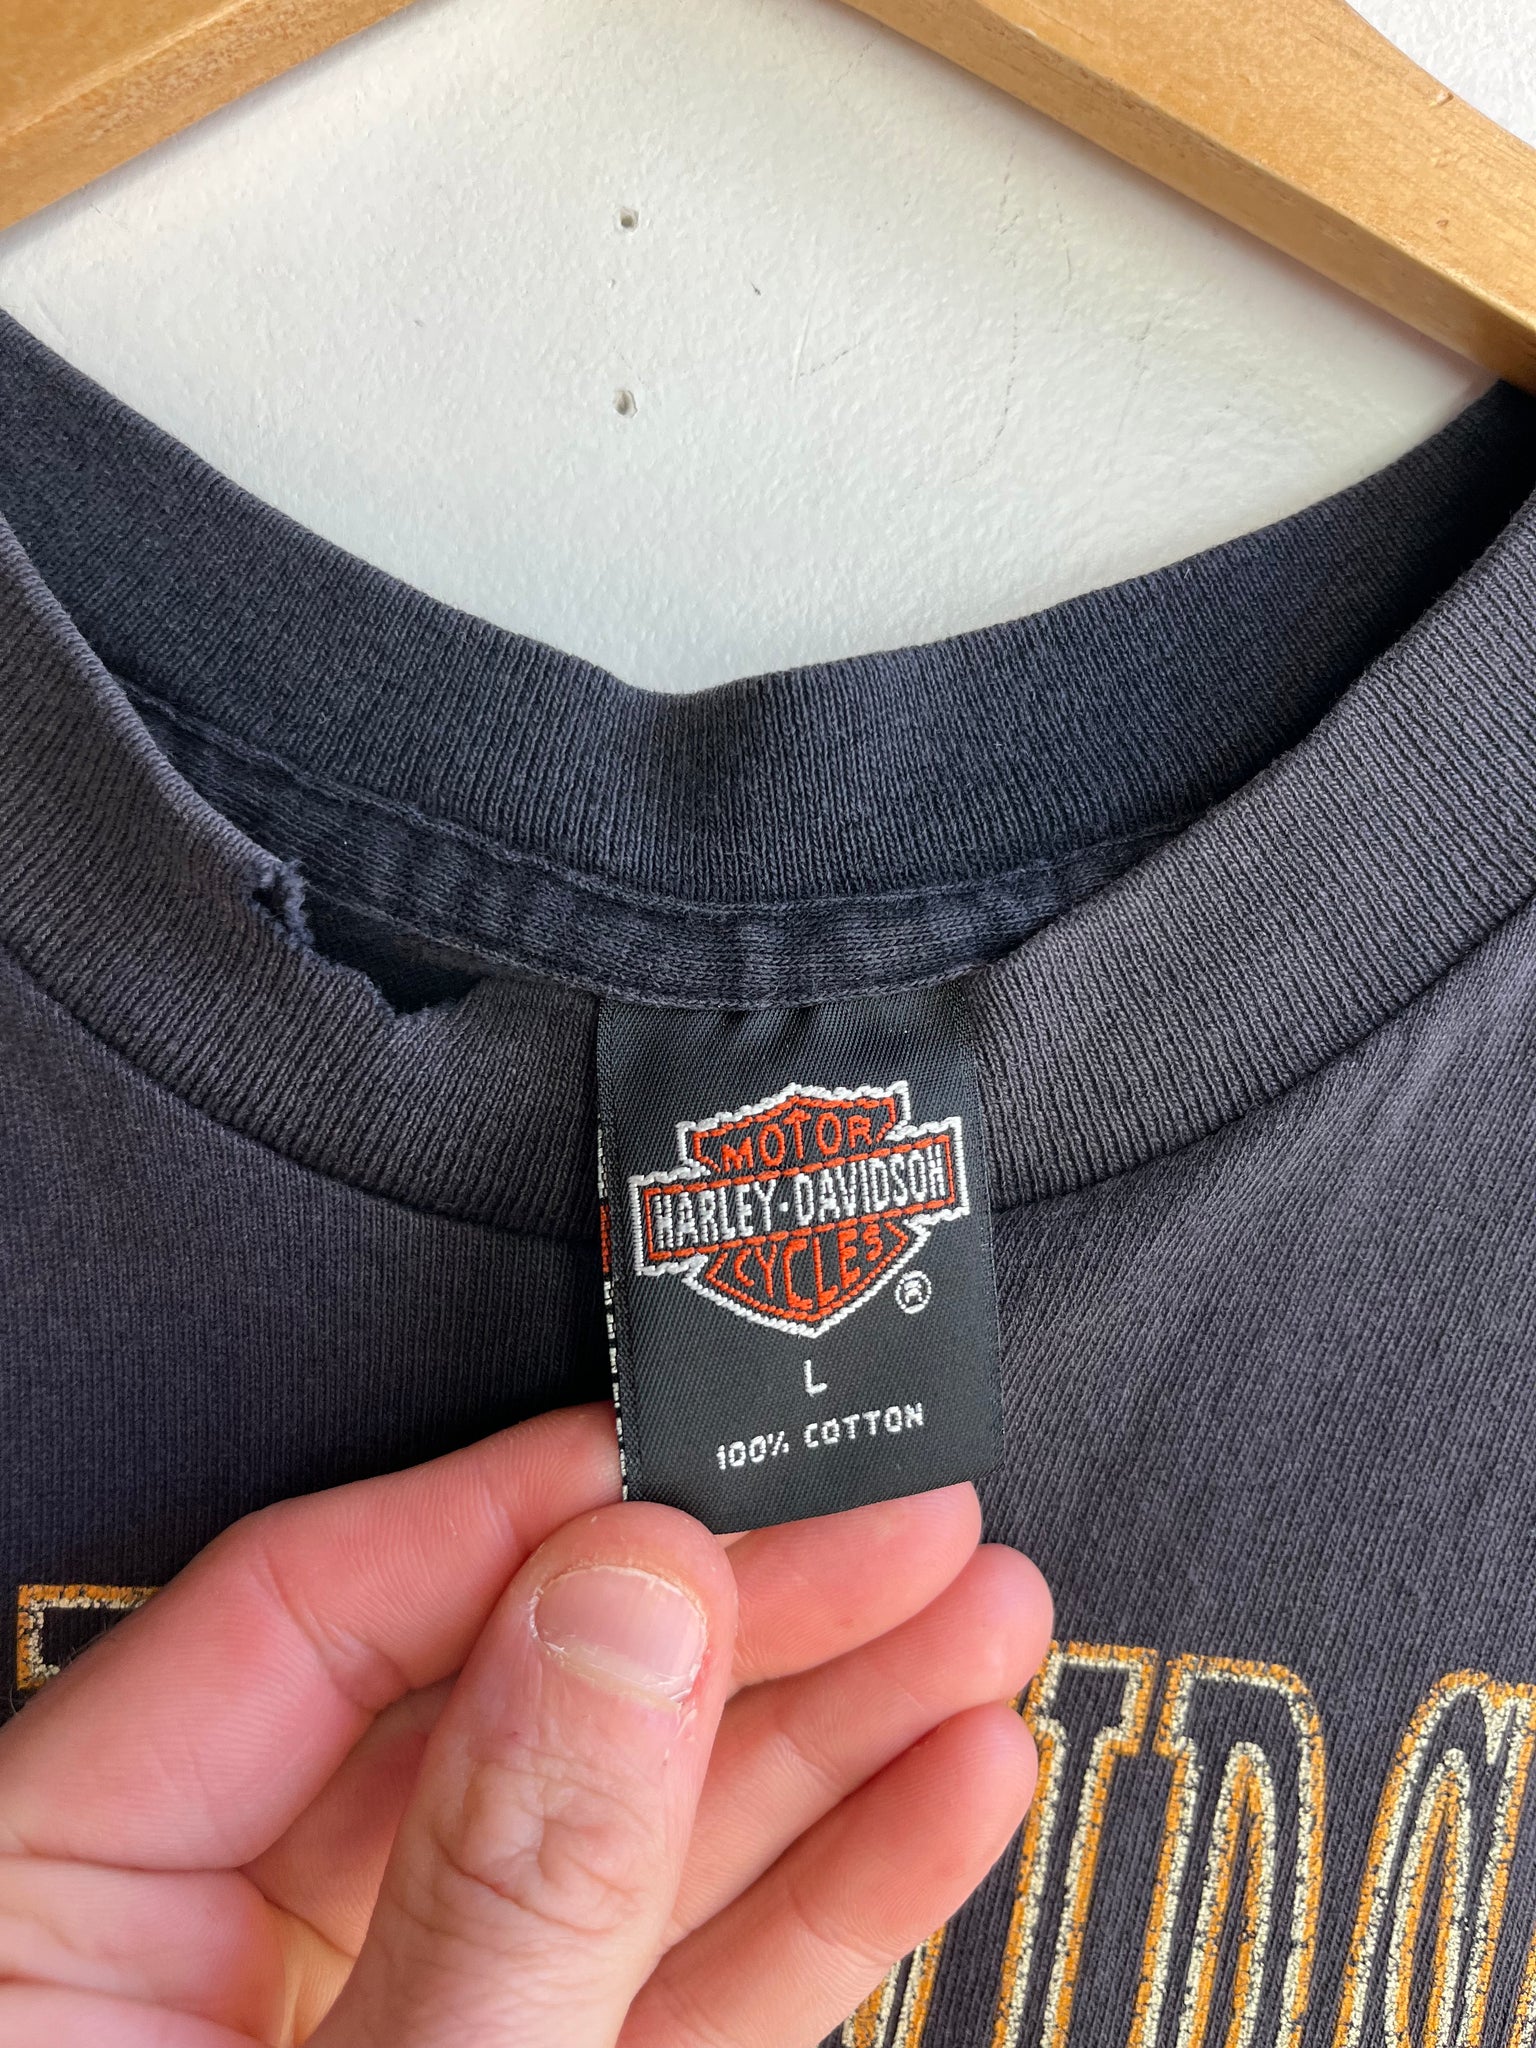 MOTOR
HARLEY-DAVIDSON
CYCLES
®
L
100% COTTON